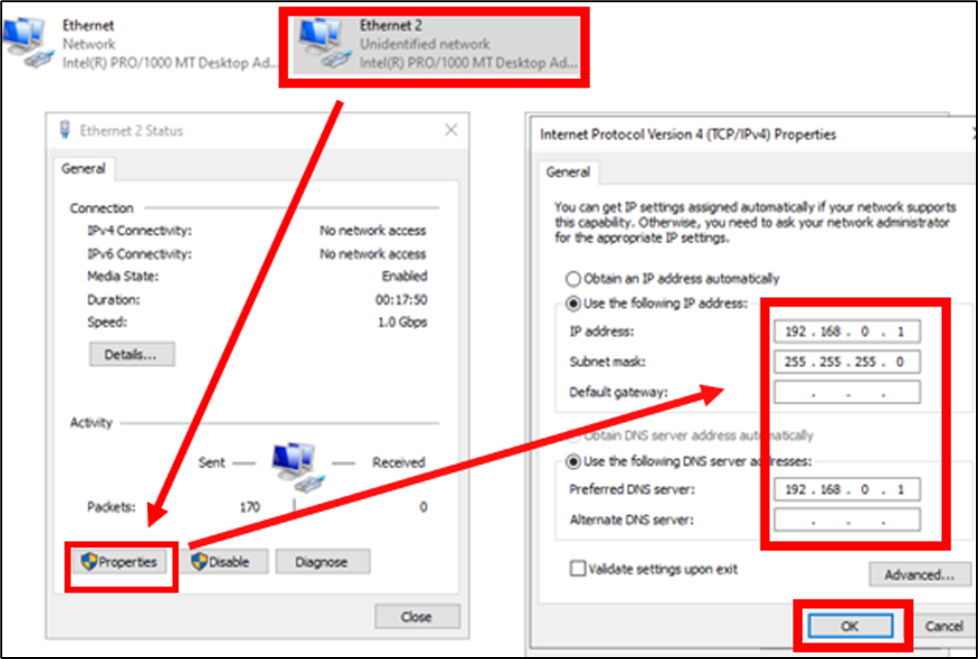 Ethernet
Network
Intel(R) PRO/1000 MT Desktop Ad...
Ethernet 2
Unidentified network
Intel(R) PRO/1000 MT Desktop Ad...
Ethernet 2 Status
General
Connection
IPv4 Connectivity: No network access
IPv6 Connectivity: No network access
Media State: Enabled
Duration: 00:17:50
Speed: 1.0 Gbps
Details...
Activity
Sent Received
Packets: 170 0
Properties Disable Diagnose
Close
Internet Protocol Version 4 (TCP/IPv4) Properties
General
You can get IP settings assigned automatically if your network supports
this capability. Otherwise, you need to ask your network administrator
for the appropriate IP settings.
Obtain an IP address automatically
Use the following IP address:
IP address: 192 . 168 . 0 . 1
Subnet mask: 255 . 255 . 255 . 0
Default gateway: . . .
Obtain DNS server address automatically
Use the following DNS server addresses:
Preferred DNS server: 192 . 168 . 0 . 1
Alternate DNS server: . . .
Validate settings upon exit
Advanced...
OK Cancel